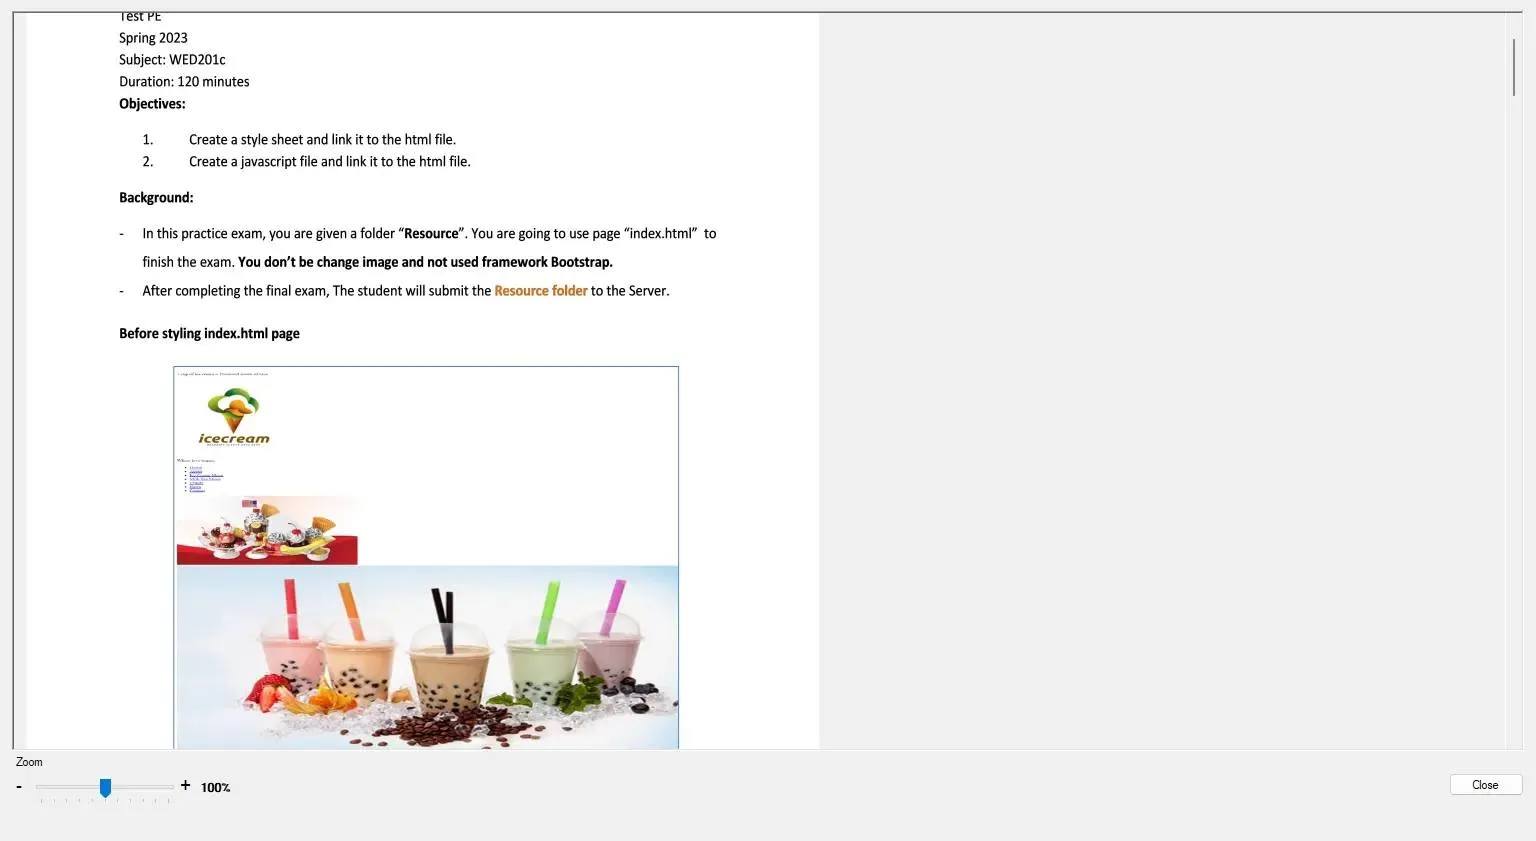 Test PE
Spring 2023
Subject: WED201c
Duration: 120 minutes
Objectives:
1. Create a style sheet and link it to the html file.
2. Create a javascript file and link it to the html file.
Background:
- In this practice exam, you are given a folder “Resource”. You are going to use page “index.html” to
finish the exam. You don’t be change image and not used framework Bootstrap.
- After completing the final exam, The student will submit the Resource folder to the Server.
Before styling index.html page
icecream
Zoom
- + 100%
Close